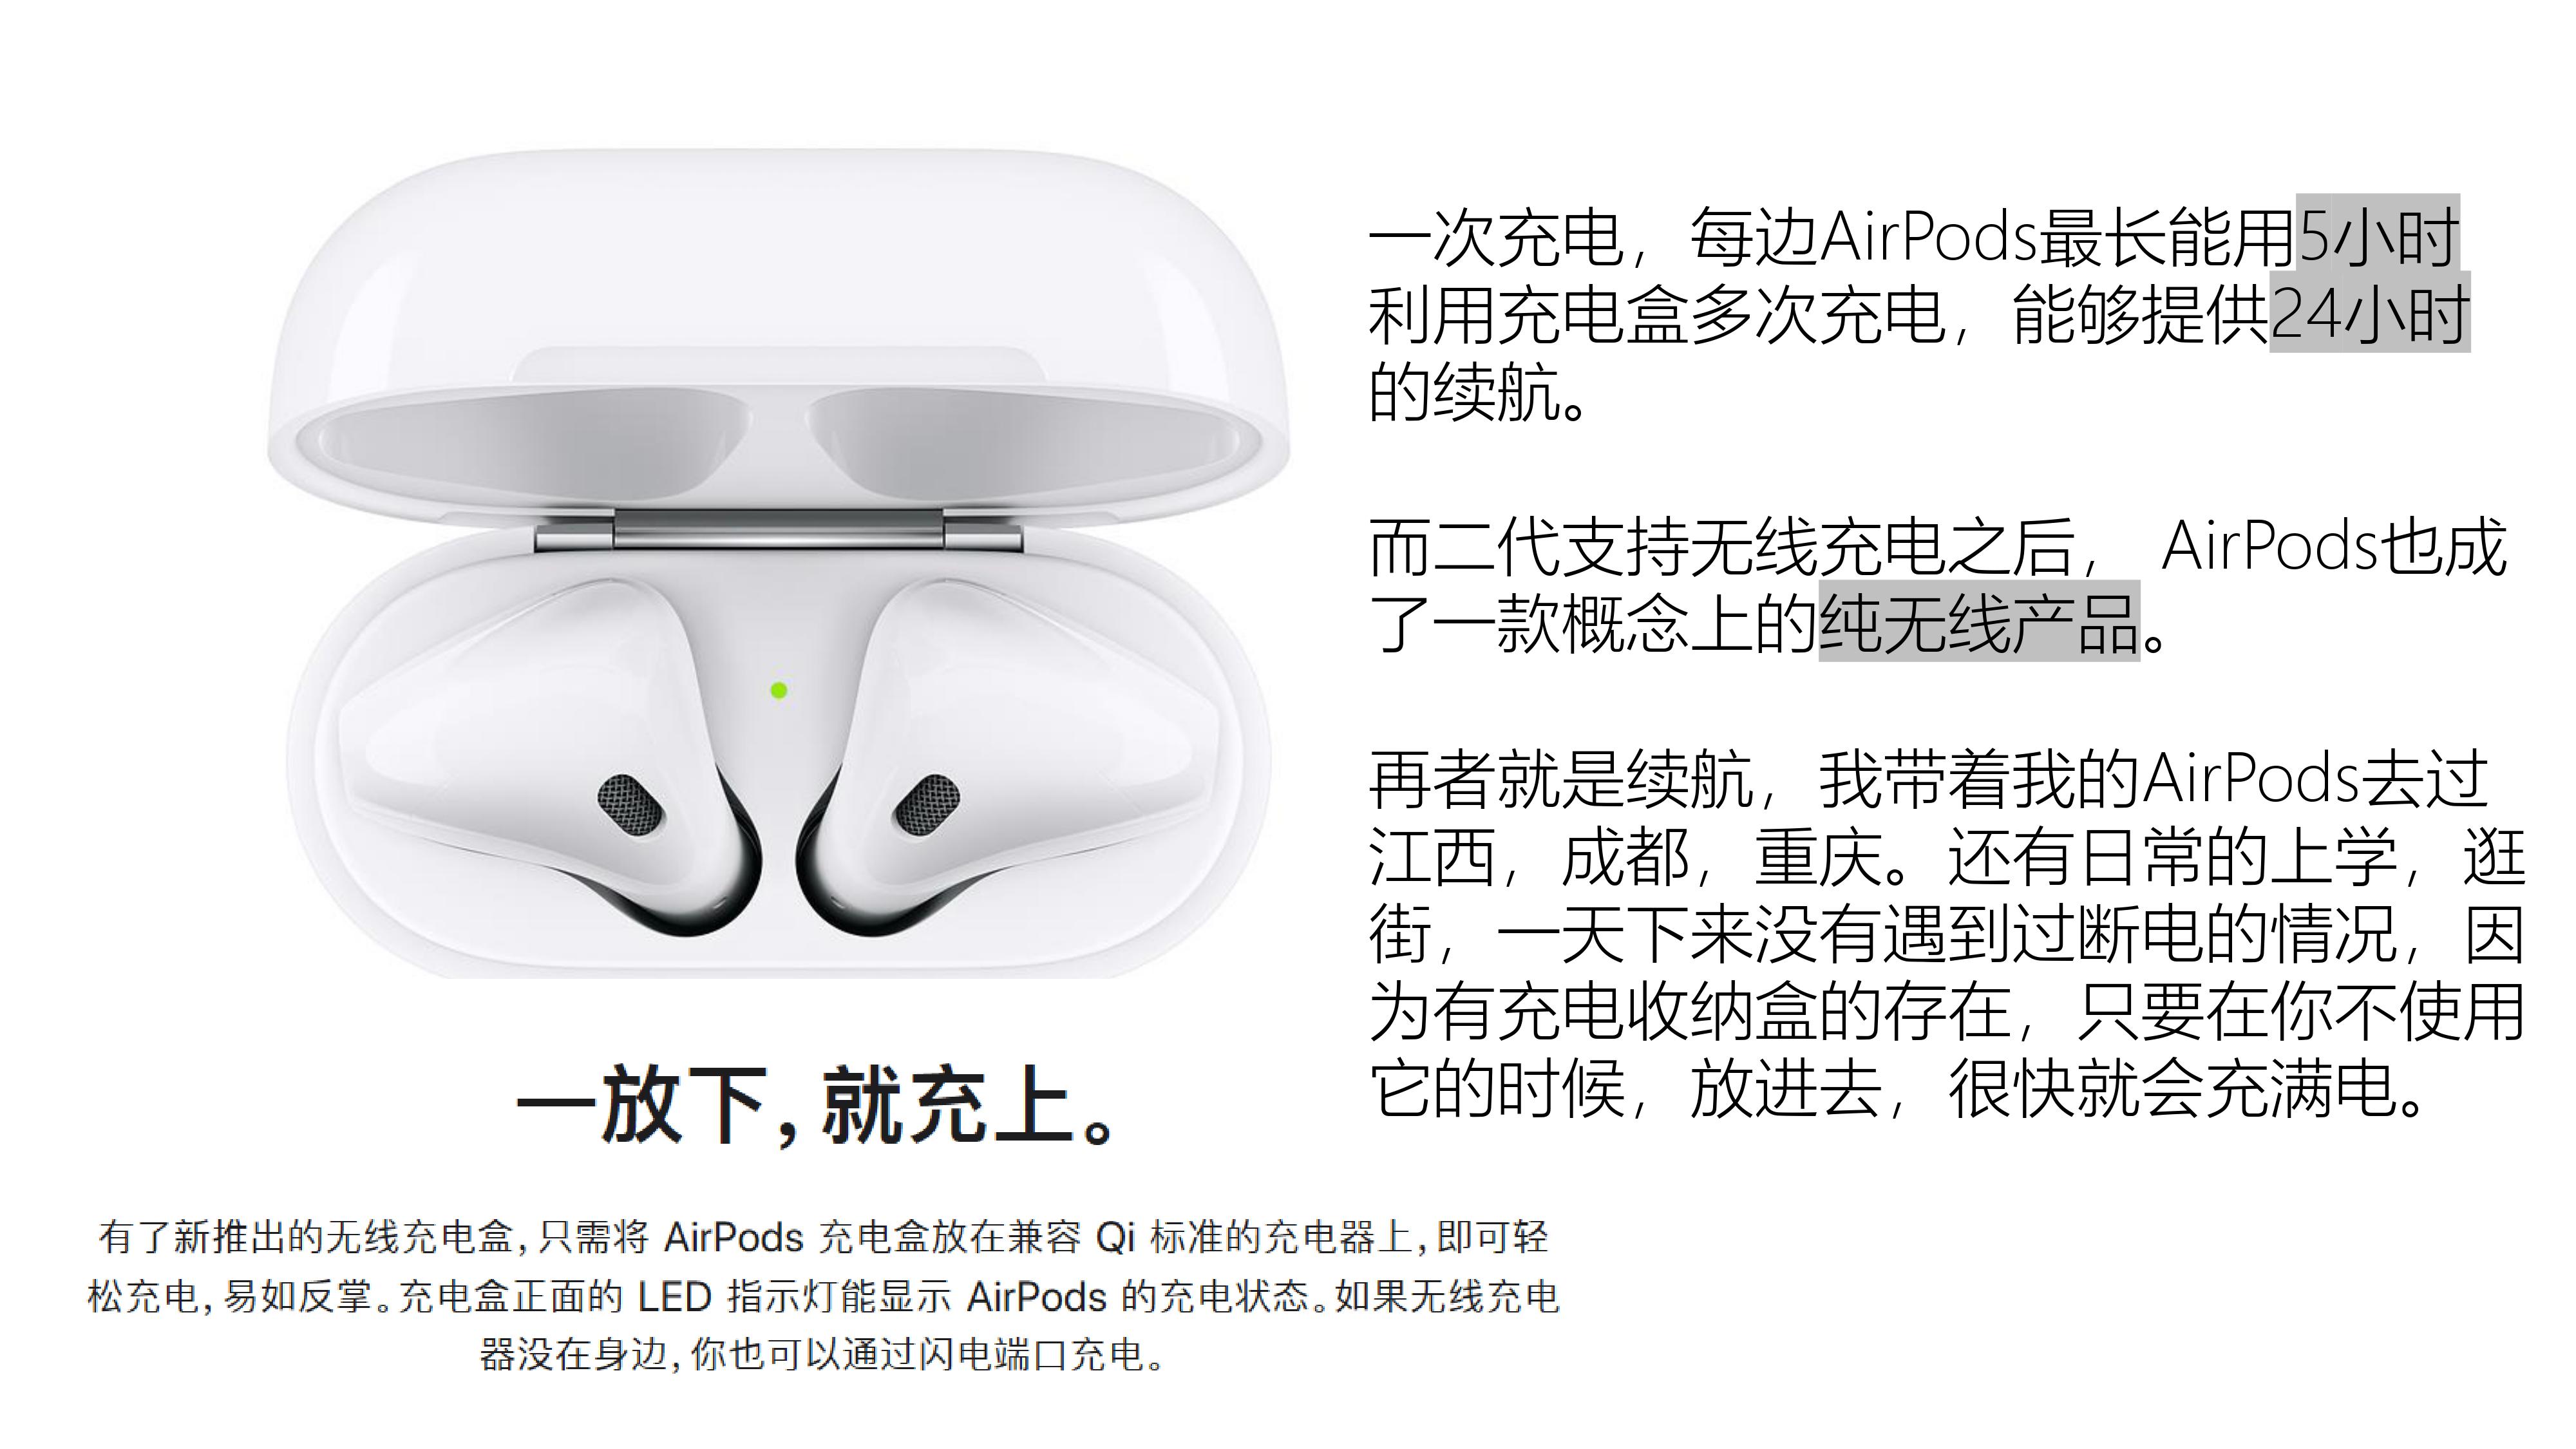 一次充电，每边AirPods最长能用5小时
利用充电盒多次充电，能够提供24小时
的续航。
而二代支持无线充电之后， AirPods也成
了一款概念上的纯无线产品。
再者就是续航，我带着我的AirPods去过
江西，成都，重庆。还有日常的上学，逛
街，一天下来没有遇到过断电的情况，因
为有充电收纳盒的存在，只要在你不使用
它的时候，放进去，很快就会充满电。
一放下，就充上。
有了新推出的无线充电盒，只需将 AirPods 充电盒放在兼容 Qi 标准的充电器上，即可轻
松充电，易如反掌。充电盒正面的 LED 指示灯能显示 AirPods 的充电状态。如果无线充电
器没在身边，你也可以通过闪电端口充电。